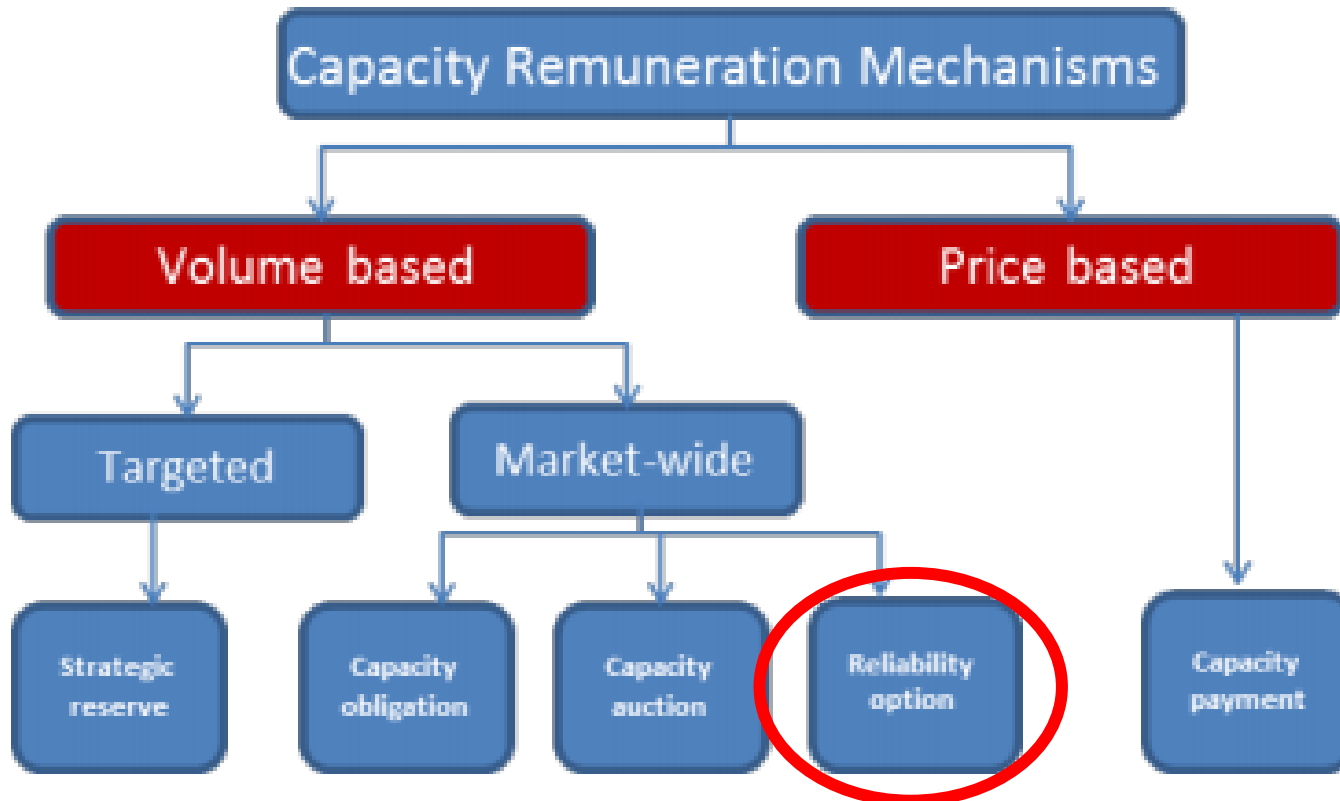 Capacity Remuneration Mechanisms
Volume based
Price based
Targeted
Market-wide
Strategic
reserve
Capacity
obligation
Capacity
auction
Reliability
option
Capacity
payment